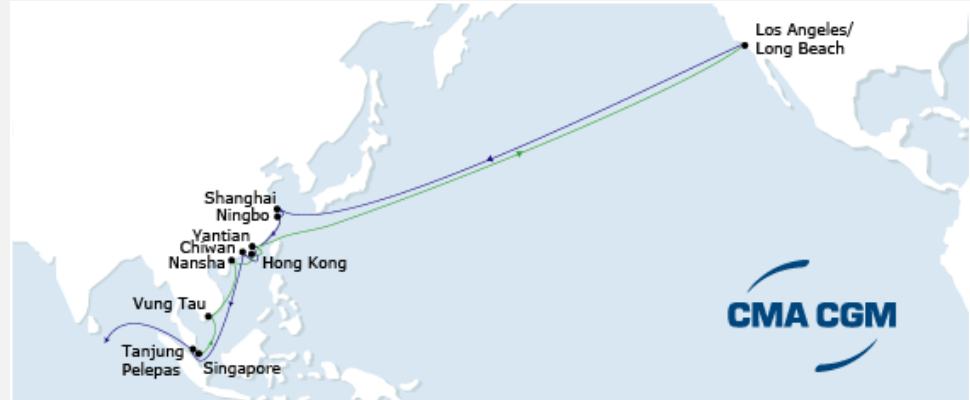 Los Angeles/
Long Beach
Shanghai
Ningbo
Yantian
Chiwan
Nansha
Hong Kong
Vung Tau
CMA CGM
Tanjung
Pelepas
Singapore